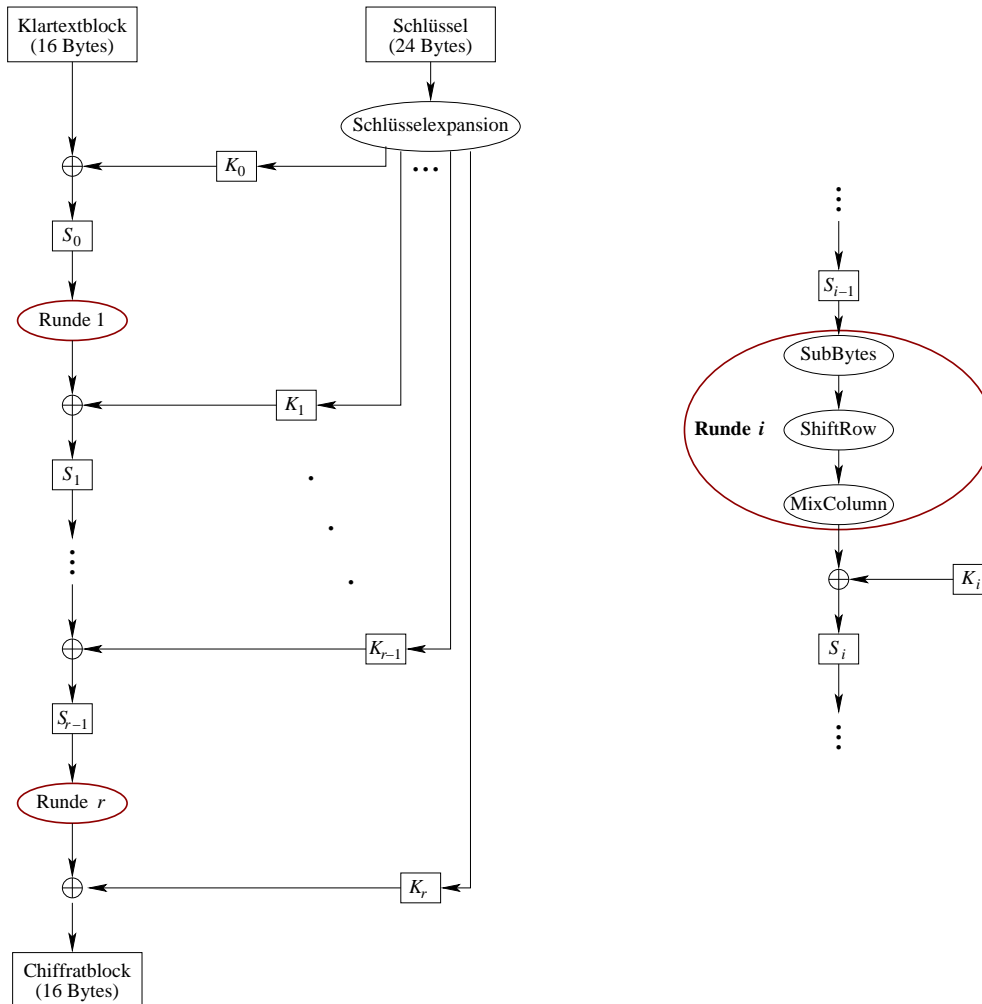 Klartextblock
(16 Bytes)
Schlüssel
(24 Bytes)
Schlüsselexpansion
K0
...
S0
Runde 1
K1
S1
Kr−1
Sr−1
Runde r
Kr
Chiffratblock
(16 Bytes)
Si−1
SubBytes
Runde i
ShiftRow
MixColumn
Ki
Si